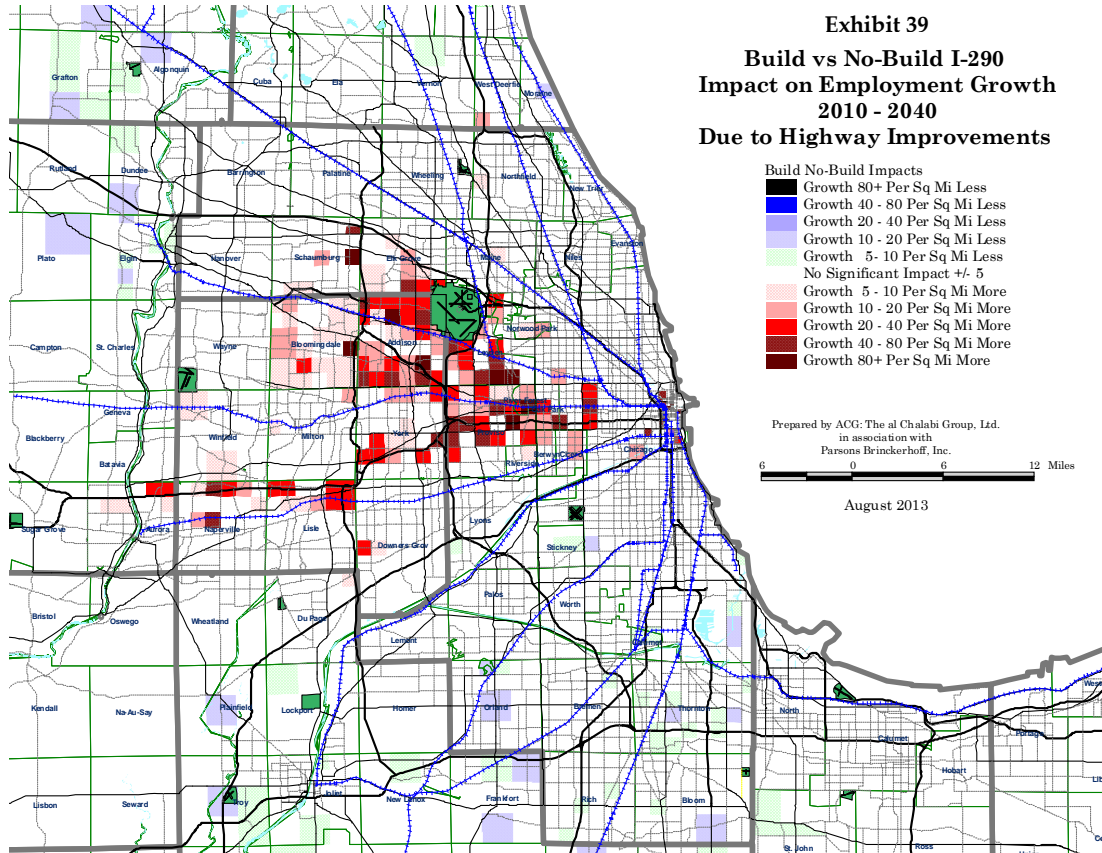 Exhibit 39
Build vs No-Build I-290
Impact on Employment Growth
2010 - 2040
Due to Highway Improvements
Build No-Build Impacts
Growth 80+ Per Sq Mi Less
Growth 40 - 80 Per Sq Mi Less
Growth 20 - 40 Per Sq Mi Less
Growth 10 - 20 Per Sq Mi Less
Growth 5- 10 Per Sq Mi Less
No Significant Impact +/- 5
Growth 5 - 10 Per Sq Mi More
Growth 10 - 20 Per Sq Mi More
Growth 20 - 40 Per Sq Mi More
Growth 40 - 80 Per Sq Mi More
Growth 80+ Per Sq Mi More
Prepared by ACG: The al Chalabi Group, Ltd.
in association with
Parsons Brinckerhoff, Inc.
6 0 6 12 Miles
August 2013
Grafton
Algonquin
Cuba
Ela
Vernon
West Deerfie
Moraine
Rutland
Dundee
Barrington
Palatine
Wheeling
Northfield
New Trier
Evanston
Plato
Elgin
Hanover
Schaumburg
Elk Grove
Maine
Niles
Norwood Park
Campton
St. Charles
Wayne
Bloomingdale
Addison
Leyden
Geneva
Blackberry
Batavia
Winfield
Milton
York
Riverside
Berwyn
Cicero
Chicago
Sugar Grove
Aurora
Naperville
Lisle
Downers Grov
Lyons
Stickney
Bristol
Oswego
Wheatland
Du Page
Lemont
Palos
Worth
Calumet
Kendall
Na-Au-Say
Plainfield
Lockport
Homer
Orland
Bremen
Thornton
North
Calumet
Portage
West
Lisbon
Seward
Troy
Joliet
New Lenox
Frankfort
Rich
Bloom
Hobart
St. John
Ross